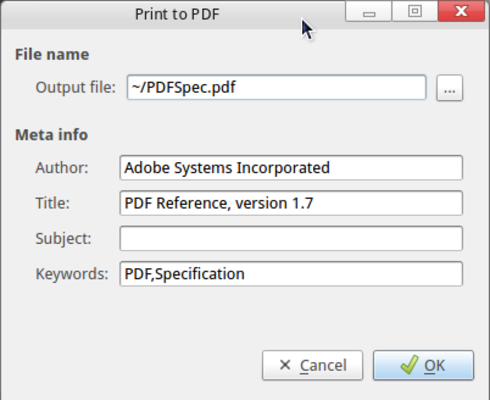 Print to PDF
File name
Output file: ~/PDFSpec.pdf ...
Meta info
Author: Adobe Systems Incorporated
Title: PDF Reference, version 1.7
Subject:
Keywords: PDF,Specification
Cancel OK